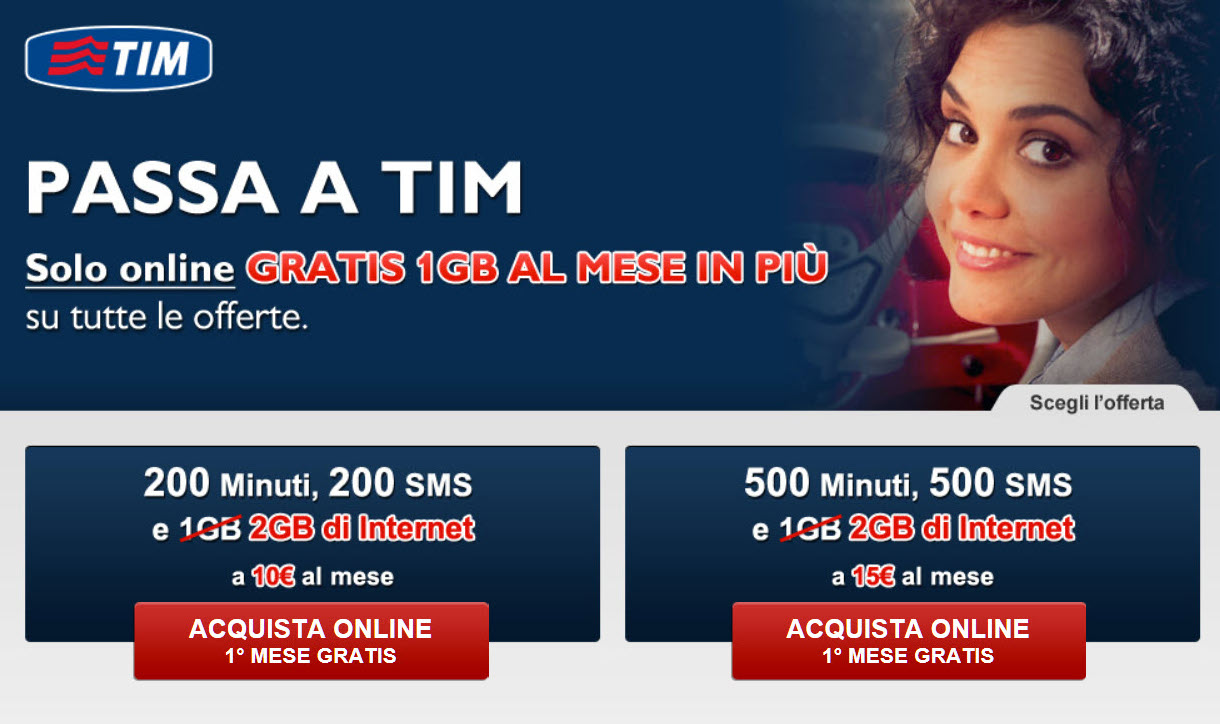 TIM
PASSA A TIM
Solo online GRATIS 1GB AL MESE IN PIÙ
su tutte le offerte.
Scegli l'offerta
200 Minuti, 200 SMS
e 1GB 2GB di Internet
a 10€ al mese
ACQUISTA ONLINE
1° MESE GRATIS
500 Minuti, 500 SMS
e 1GB 2GB di Internet
a 15€ al mese
ACQUISTA ONLINE
1° MESE GRATIS